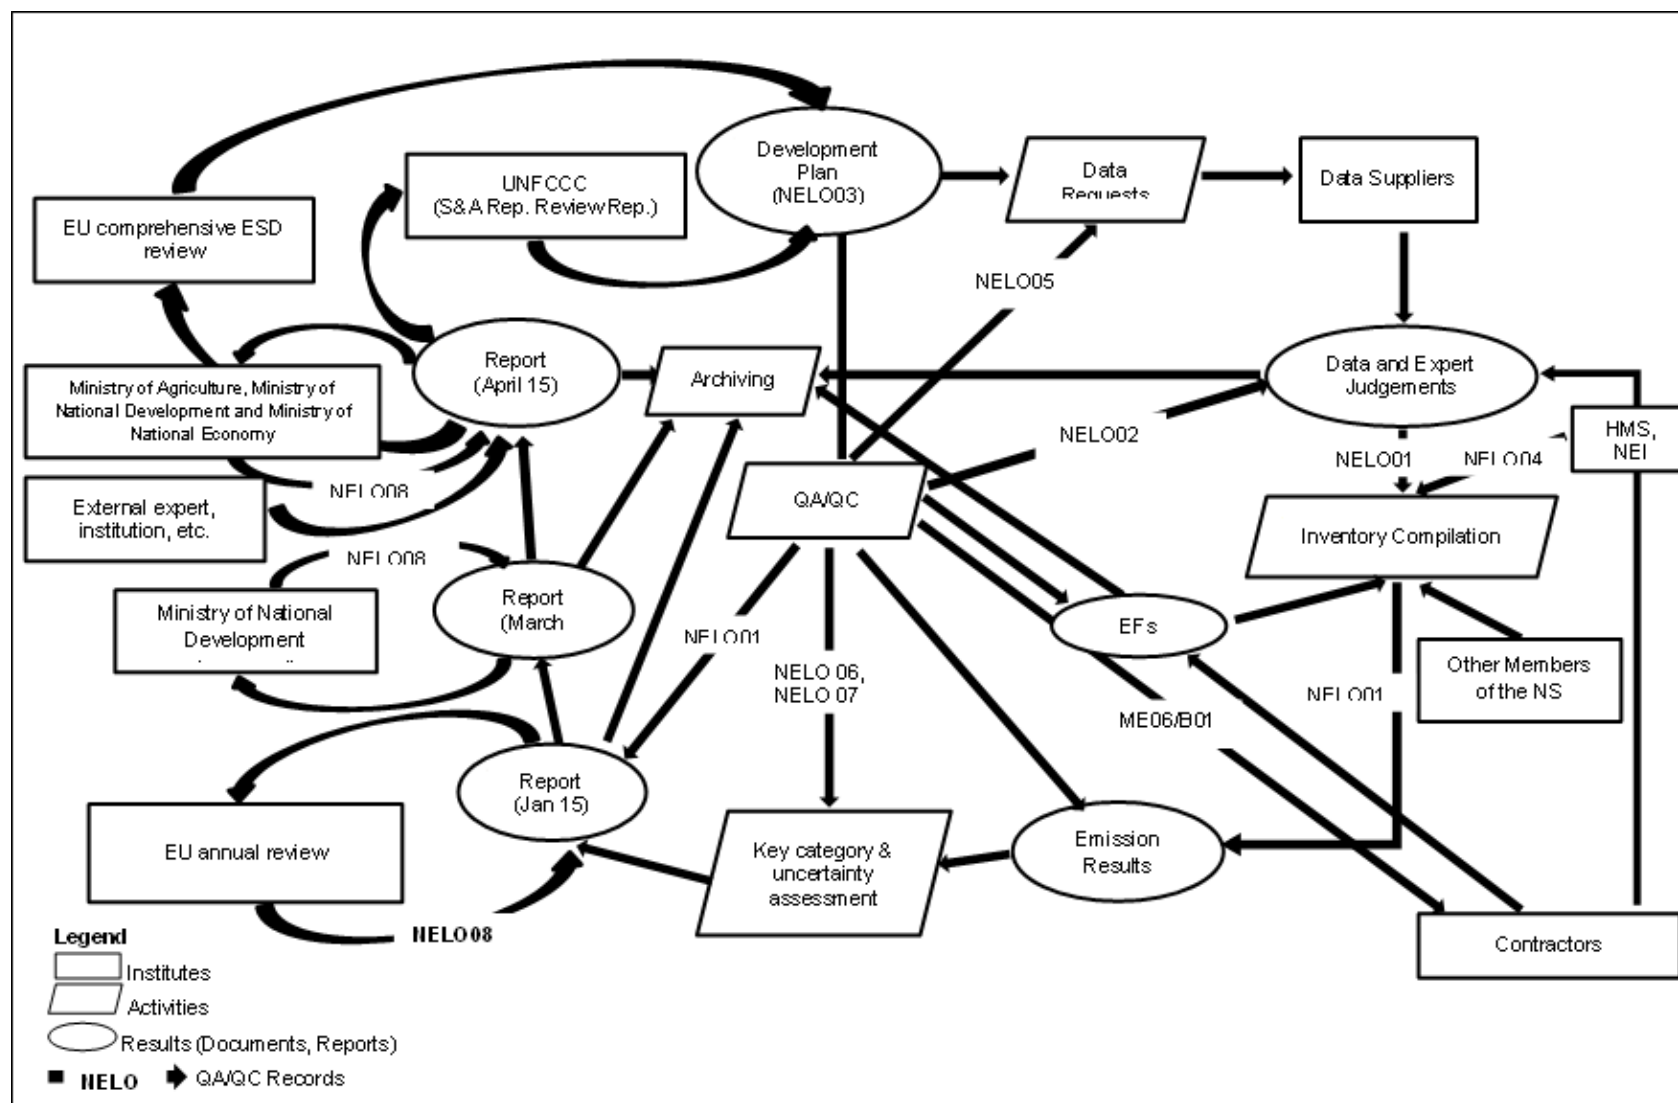 Development
Plan
(NELO03)
Data
Requests
Data Suppliers
UNFCCC
(S&A Rep. Review Rep.)
EU comprehensive ESD
review
NELO05
Report
(April 15)
Archiving
Data and Expert
Judgements
Ministry of Agriculture, Ministry of
National Development and Ministry of
National Economy
HMS,
NEI
NELO02
NELO01
NELO04
NELO08
QA/QC
External expert,
institution, etc.
Inventory Compilation
NELO08
Report
(March
Ministry of National
Development
EFs
NELO01
Other Members
of the NS
NELO 06,
NELO 07
NELO01
ME06/B01
Report
(Jan 15)
EU annual review
Key category &
uncertainty
assessment
Emission
Results
NELO08
Contractors
Legend
Institutes
Activities
Results (Documents, Reports)
NELO QA/QC Records